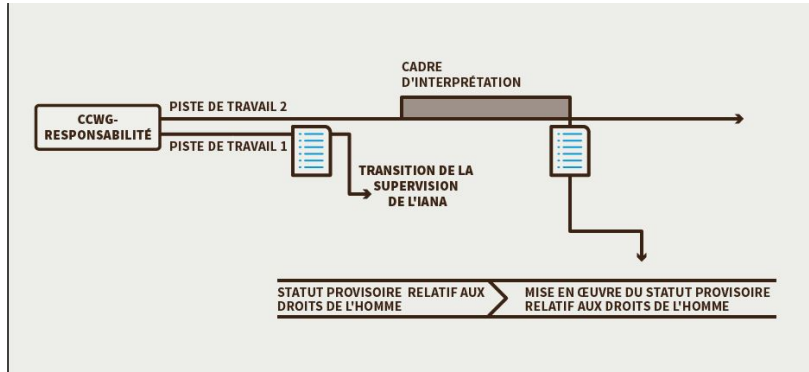 CADRE
D'INTERPRÉTATION
PISTE DE TRAVAIL 2
CCWG-
RESPONSABILITÉ
PISTE DE TRAVAIL 1
TRANSITION DE LA
SUPERVISION
DE L'IANA
STATUT PROVISOIRE RELATIF AUX
DROITS DE L'HOMME
MISE EN ŒUVRE DU STATUT PROVISOIRE
RELATIF AUX DROITS DE L'HOMME